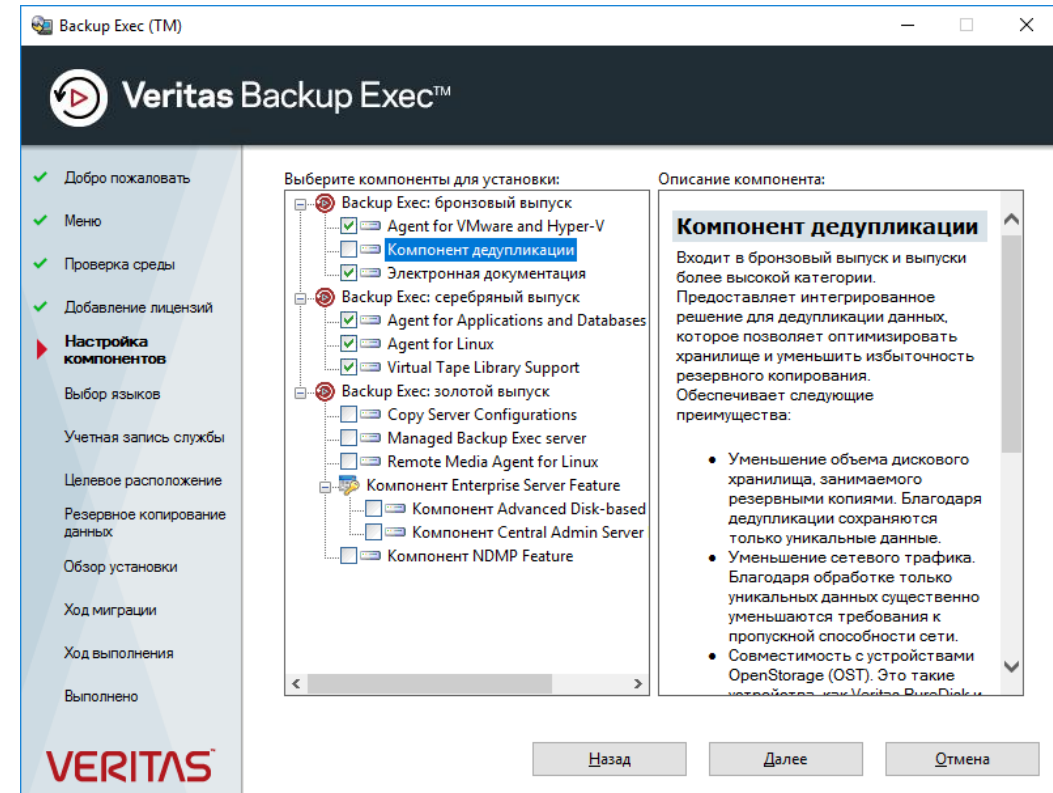 Backup Exec (TM)
Veritas Backup Exec™
Добро пожаловать
Меню
Проверка среды
Добавление лицензий
Настройка
компонентов
Выбор языков
Учетная запись службы
Целевое расположение
Резервное копирование
данных
Обзор установки
Ход миграции
Ход выполнения
Выполнено
VERITAS™
Выберите компоненты для установки:
Backup Exec: бронзовый выпуск
Agent for VMware and Hyper-V
Компонент дедупликации
Электронная документация
Backup Exec: серебряный выпуск
Agent for Applications and Databases
Agent for Linux
Virtual Tape Library Support
Backup Exec: золотой выпуск
Copy Server Configurations
Managed Backup Exec server
Remote Media Agent for Linux
Компонент Enterprise Server Feature
Компонент Advanced Disk-based
Компонент Central Admin Server
Компонент NDMP Feature
Описание компонента:
Компонент дедупликации
Входит в бронзовый выпуск и выпуски
более высокой категории.
Предоставляет интегрированное
решение для дедупликации данных,
которое позволяет оптимизировать
хранилище и уменьшить избыточность
резервного копирования.
Обеспечивает следующие
преимущества:
• Уменьшение объема дискового
хранилища, занимаемого
резервными копиями. Благодаря
дедупликации сохраняются
только уникальные данные.
• Уменьшение сетевого трафика.
Благодаря обработке только
уникальных данных существенно
уменьшаются требования к
пропускной способности сети.
• Совместимость с устройствами
OpenStorage (OST). Это такие
устройства, как Veritas PureDisk и
Назад
Далее
Отмена